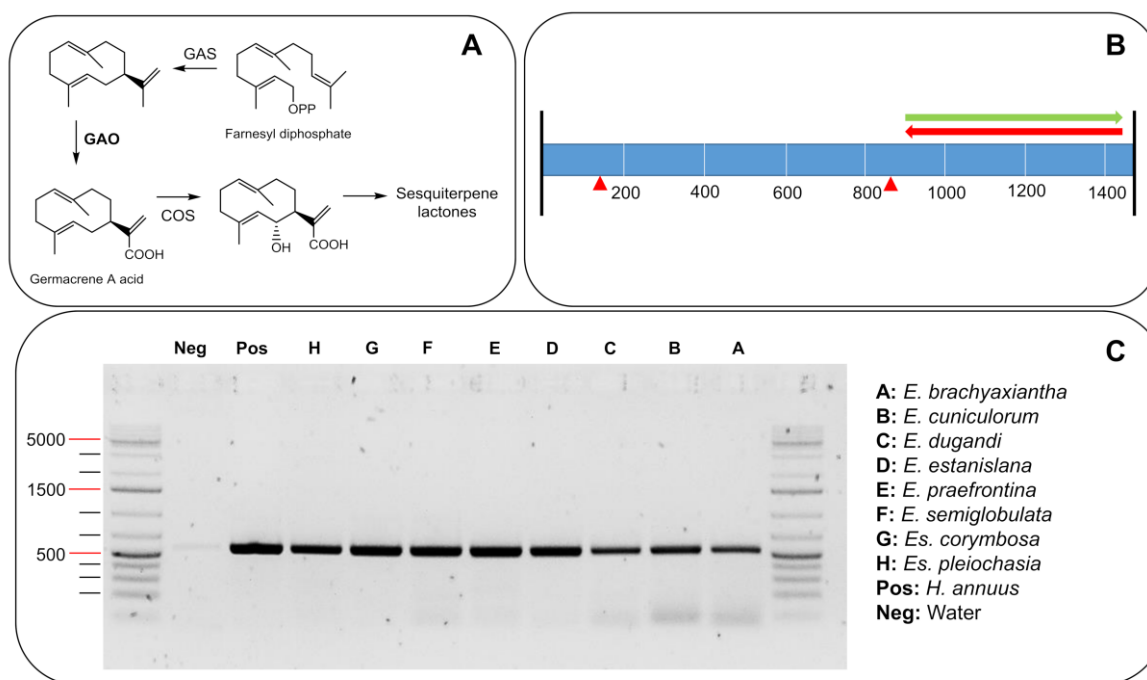 A
GAS
OPP
Farnesyl diphosphate
GAO
COS
COOH
Germacrene A acid
OH
COOH
Sesquiterpene
lactones
B
200 400 600 800 1000 1200 1400
C
Neg Pos H G F E D C B A
5000
1500
500
A: E. brachyaxiantha
B: E. cuniculorum
C: E. dugandi
D: E. estanislana
E: E. praefrontina
F: E. semiglobulata
G: Es. corymbosa
H: Es. pleiochasia
Pos: H. annuus
Neg: Water